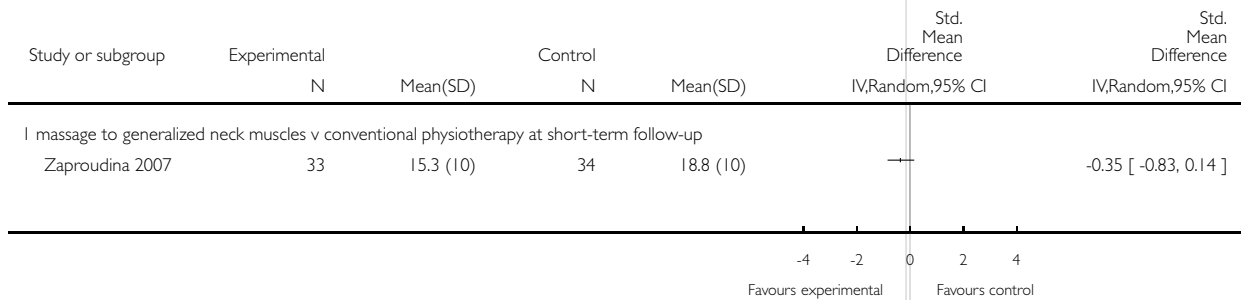 Std.
Mean
Difference
Std.
Mean
Difference
Study or subgroup Experimental Control
N Mean(SD) N Mean(SD) IV,Random,95% CI IV,Random,95% CI
1 massage to generalized neck muscles v conventional physiotherapy at short-term follow-up
Zaproudina 2007 33 15.3 (10) 34 18.8 (10) -0.35 [ -0.83, 0.14 ]
-4 -2 0 2 4
Favours experimental Favours control